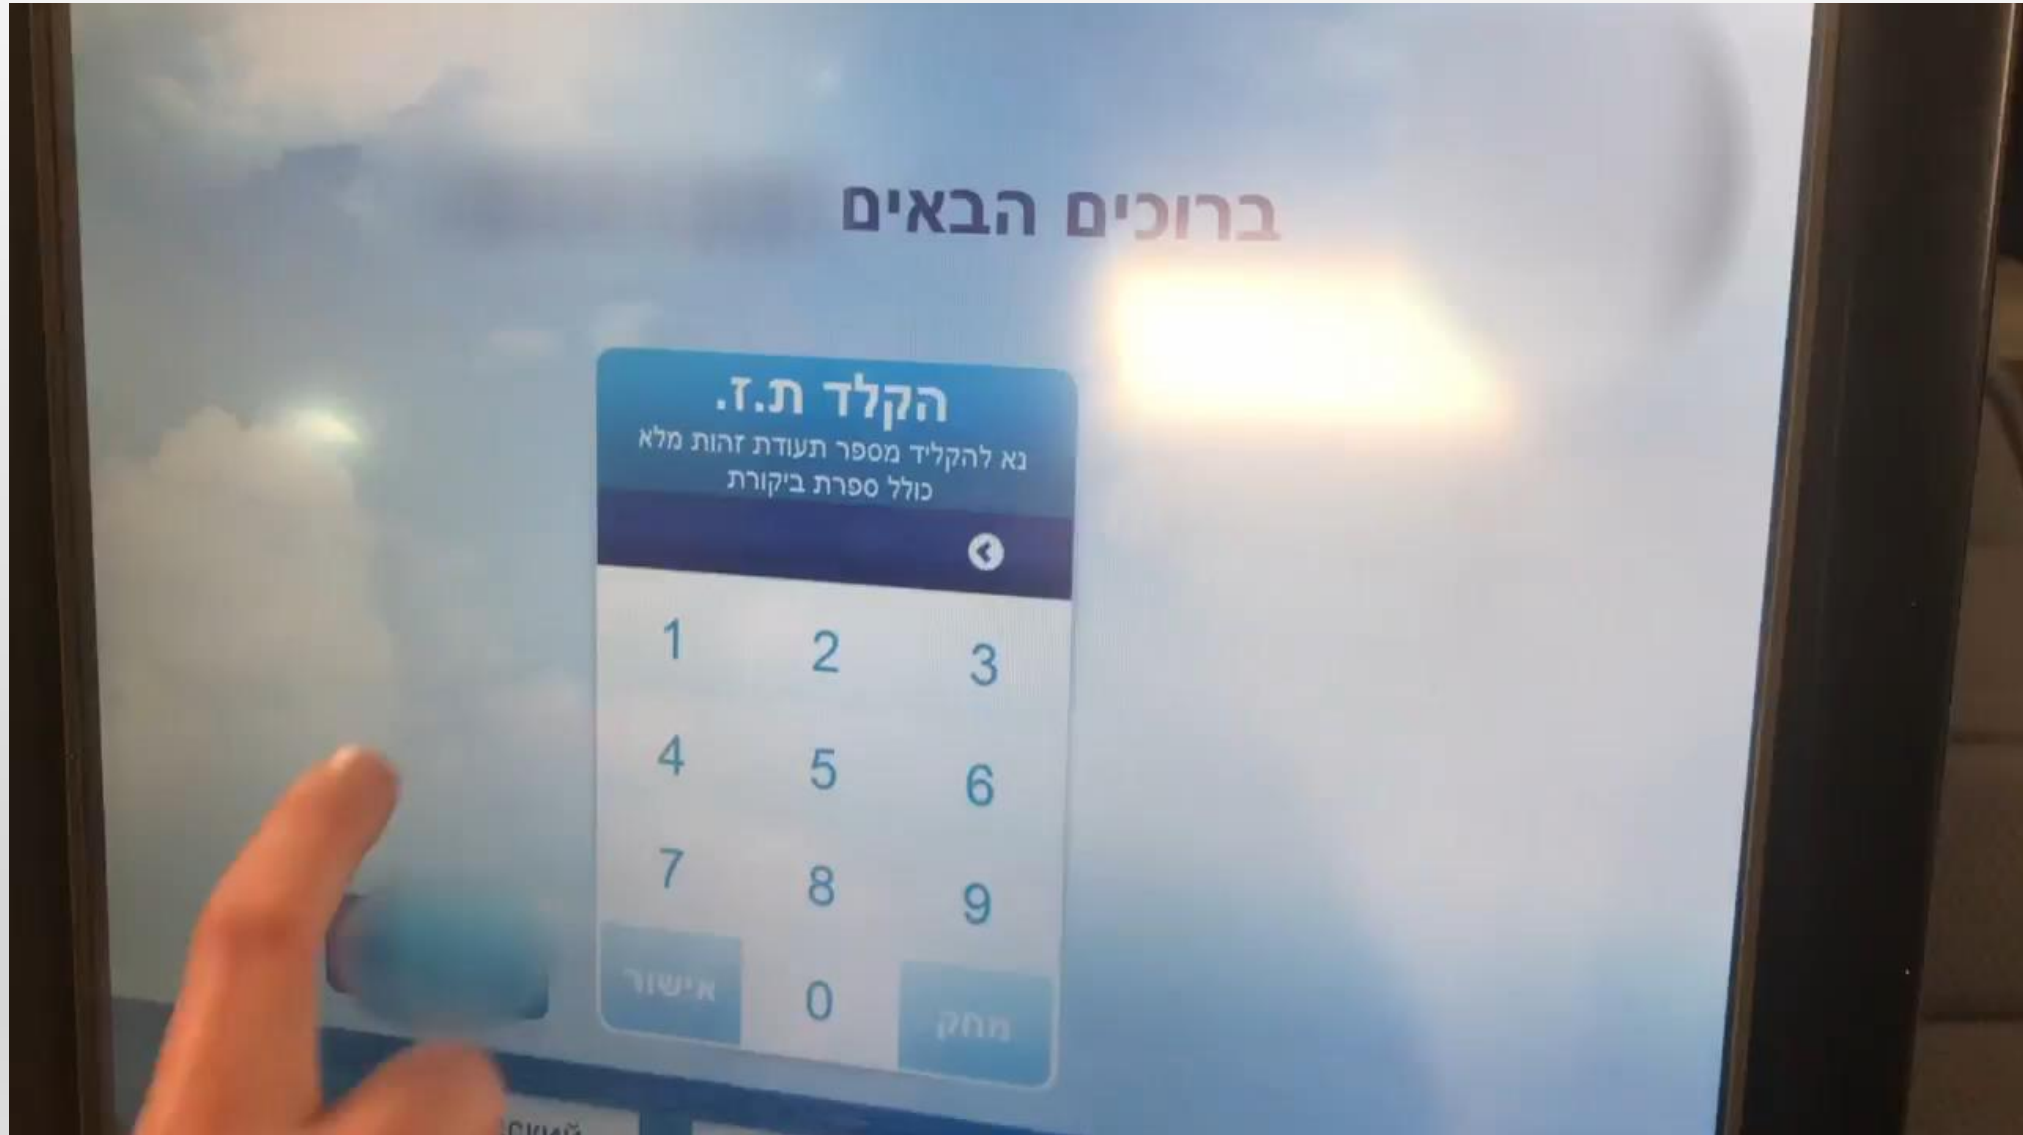 ברוכים הבאים
הקלד ת.ז.
נא להקליד מספר תעודת זהות מלא
כולל ספרת ביקורת
1 2 3
4 5 6
7 8 9
אישור 0 מחק
ский